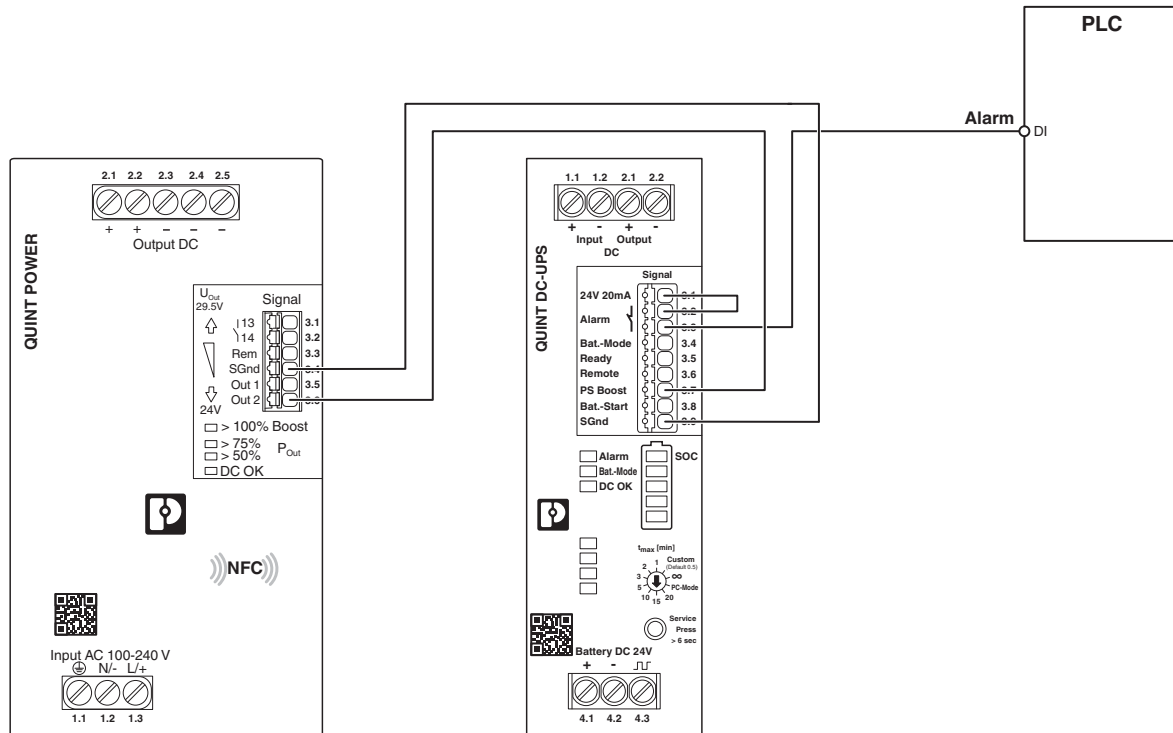 PLC
Alarm
DI
QUINT POWER
2.1 2.2 2.3 2.4 2.5
+ + – – –
Output DC
UOut
29.5V
24V
Signal
13
14
Rem
SGnd
Out 1
Out 2
3.1
3.2
3.3
3.5
> 100% Boost
> 75%
> 50%
POut
DC OK
NFC
Input AC 100-240 V
N/- L/+
1.1 1.2 1.3
QUINT DC-UPS
1.1 1.2 2.1 2.2
+ - + -
Input Output
DC
Signal
24V 20mA
Alarm
Bat.-Mode 3.4
Ready 3.5
Remote 3.6
PS Boost
Bat.-Start 3.8
SGnd
Alarm
Bat.-Mode
DC OK
SOC
tmax [min]
1
2
3
5
10
15
20
Custom
(Default 0.5)
∞
PC-Mode
Service
Press
> 6 sec
Battery DC 24V
+ -
4.1 4.2 4.3